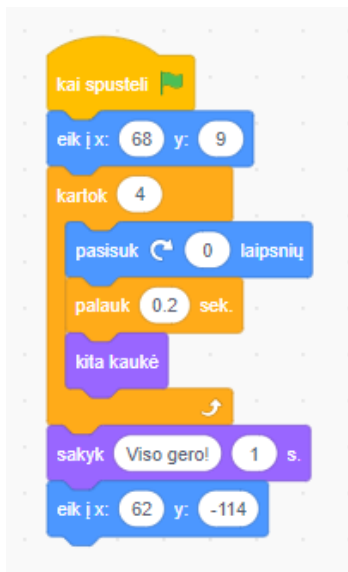 kai spusteli
eik į x: 68 y: 9
kartok 4
pasisuk 0 laipsnių
palauk 0.2 sek.
kita kaukė
sakyk Viso gero! 1 s.
eik į x: 62 y: -114